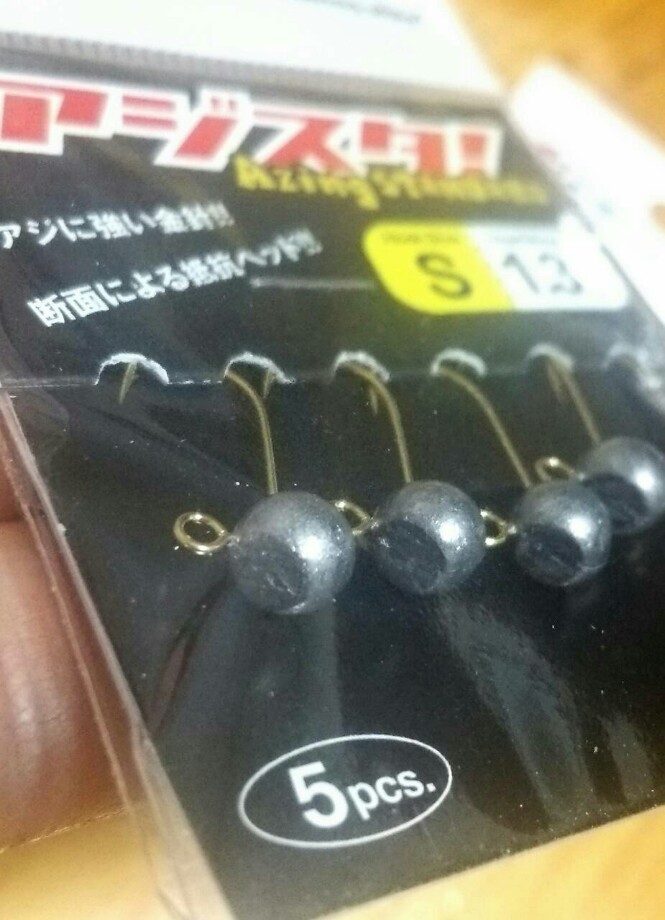 アジスタ!
Azing STANDARD
アジに強い金針!!
断面による抵抗ヘッド!!
S 1.3
5pcs.